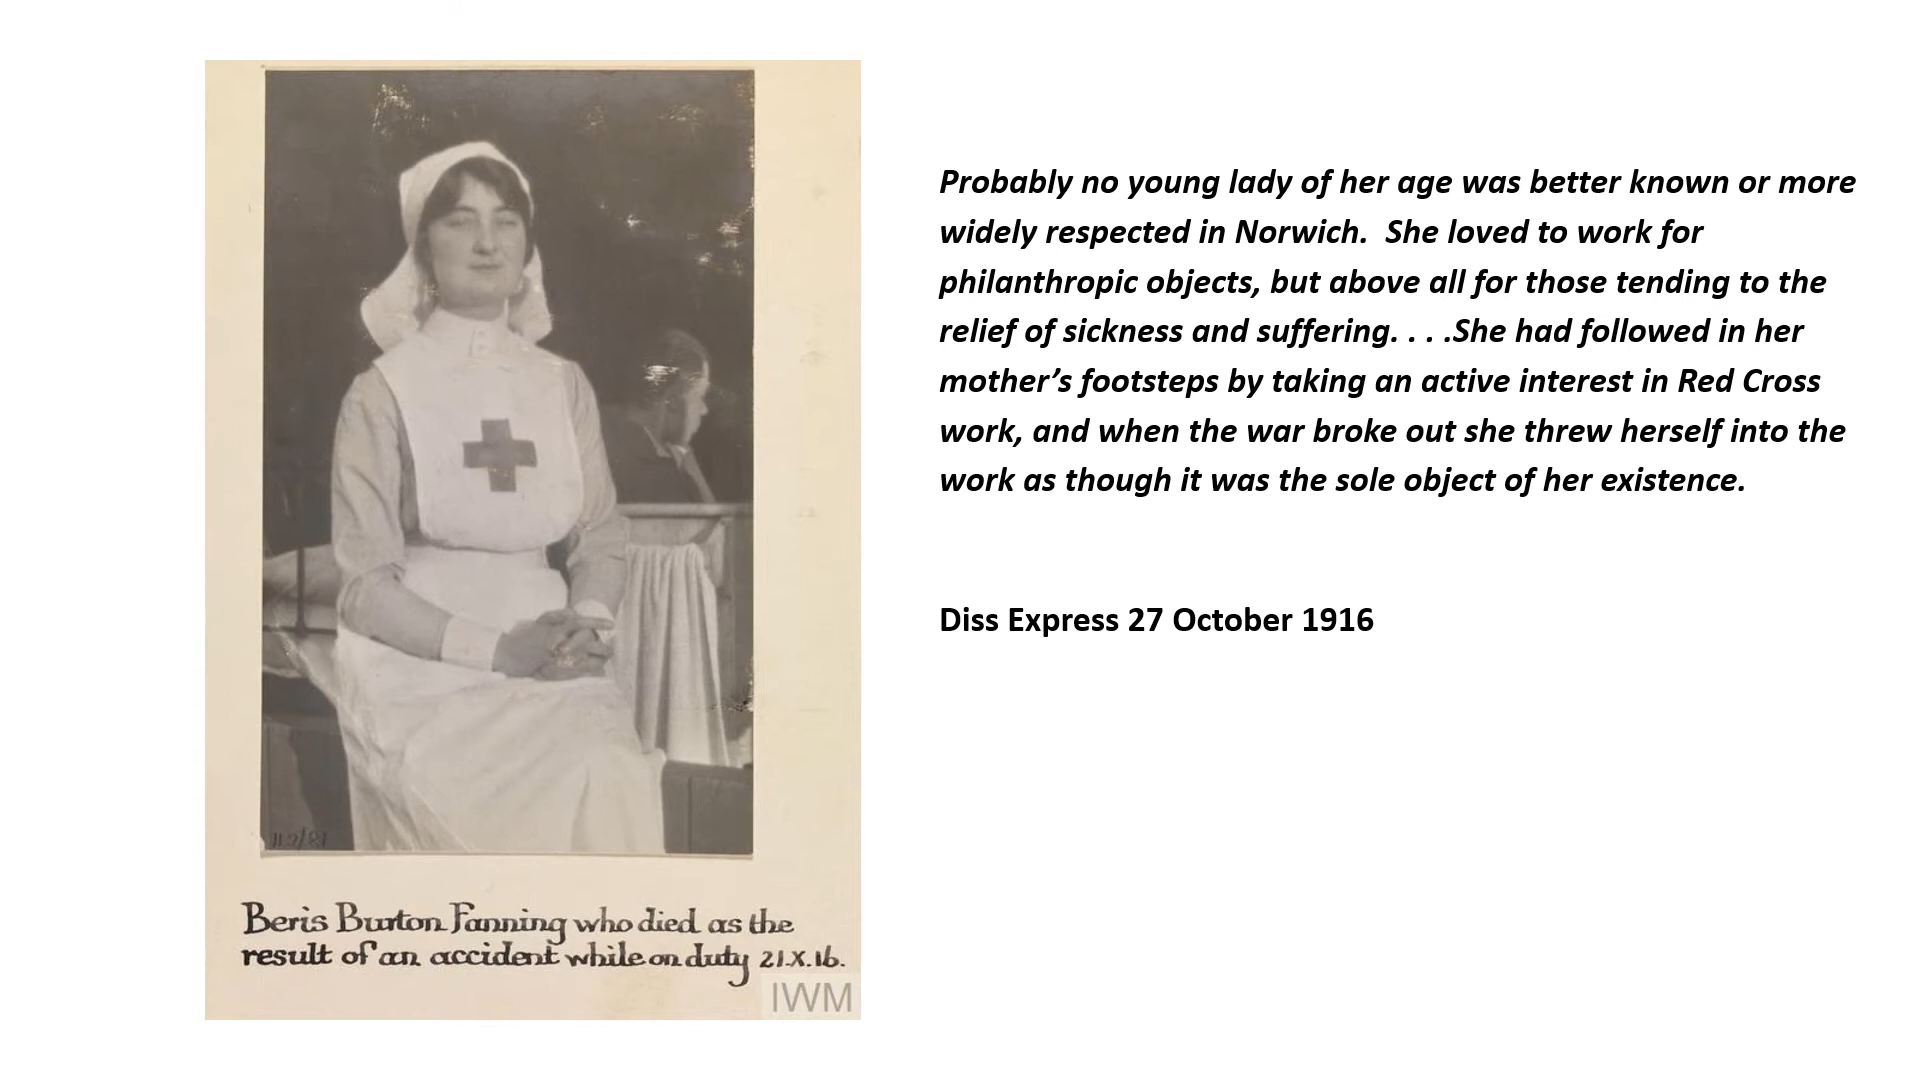 Probably no young lady of her age was better known or more
widely respected in Norwich.  She loved to work for
philanthropic objects, but above all for those tending to the
relief of sickness and suffering. . . .She had followed in her
mother’s footsteps by taking an active interest in Red Cross
work, and when the war broke out she threw herself into the
work as though it was the sole object of her existence.
Diss Express 27 October 1916
Beris Burton Fanning who died as the
result of an accident while on duty 21.X.16.
IWM